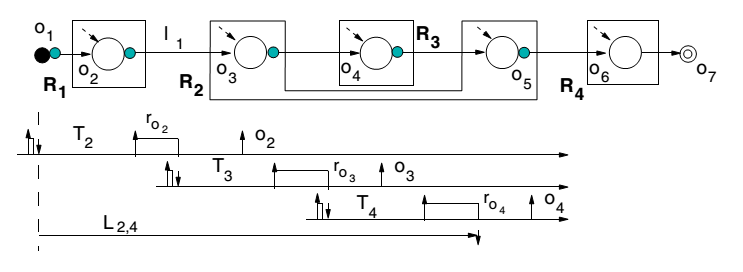 o1 l1 R3
R1 o2 R2 o3 o4 o5 R4 o6 o7
T2 ro2 o2
T3 ro3 o3
T4 ro4 o4
L2,4